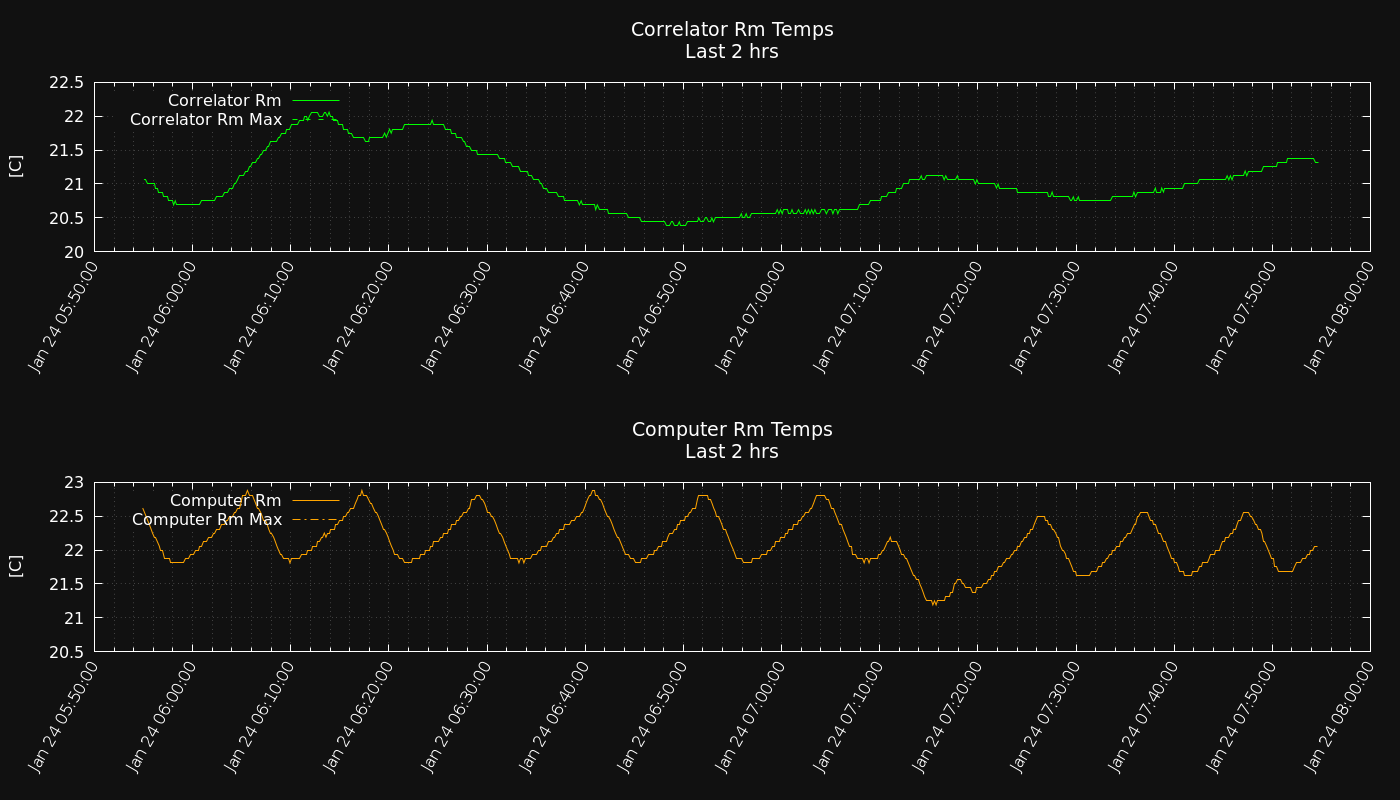 Correlator Rm Temps
Last 2 hrs
22.5
22
21.5
21
20.5
20
[C]
Correlator Rm
Correlator Rm Max
Jan 24 05:50:00
Jan 24 06:00:00
Jan 24 06:10:00
Jan 24 06:20:00
Jan 24 06:30:00
Jan 24 06:40:00
Jan 24 06:50:00
Jan 24 07:00:00
Jan 24 07:10:00
Jan 24 07:20:00
Jan 24 07:30:00
Jan 24 07:40:00
Jan 24 07:50:00
Jan 24 08:00:00
Computer Rm Temps
Last 2 hrs
23
22.5
22
21.5
21
20.5
[C]
Computer Rm
Computer Rm Max
Jan 24 05:50:00
Jan 24 06:00:00
Jan 24 06:10:00
Jan 24 06:20:00
Jan 24 06:30:00
Jan 24 06:40:00
Jan 24 06:50:00
Jan 24 07:00:00
Jan 24 07:10:00
Jan 24 07:20:00
Jan 24 07:30:00
Jan 24 07:40:00
Jan 24 07:50:00
Jan 24 08:00:00